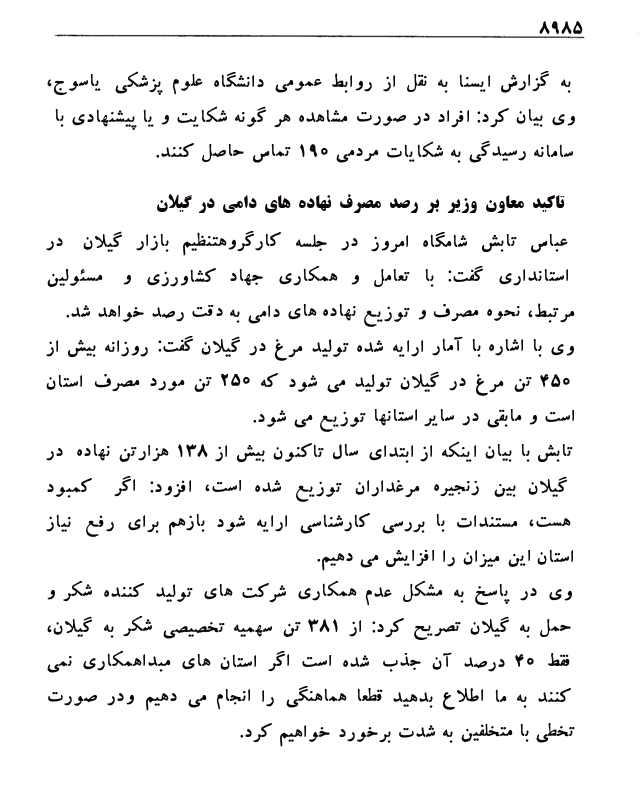 ۸۹۸۵
به گزارش ایسنا به نقل از روابط عمومی دانشگاه علوم پزشکی یاسوج،
وی بیان کرد: افراد در صورت مشاهده هر گونه شکایت و یا پیشنهادی با
سامانه رسیدگی به شکایات مردمی ۱۹۰ تماس حاصل کنند.
تاکید معاون وزیر بر رصد مصرف نهاده های دامی در گیلان
عباس تابش شامگاه امروز در جلسه کارگروهتنظیم بازار گیلان در
استانداری گفت: با تعامل و همکاری جهاد کشاورزی و مسئولین
مرتبط، نحوه مصرف و توزیع نهاده های دامی به دقت رصد خواهد شد.
وی با اشاره با آمار ارایه شده تولید مرغ در گیلان گفت: روزانه بیش از
۴۵۰ تن مرغ در گیلان تولید می شود که ۲۵۰ تن مورد مصرف استان
است و مابقی در سایر استانها توزیع می شود.
تابش با بیان اینکه از ابتدای سال تاکنون بیش از ۱۳۸ هزارتن نهاده در
گیلان بین زنجیره مرغداران توزیع شده است، افزود: اگر کمبود
هست، مستندات با بررسی کارشناسی ارایه شود بازهم برای رفع نیاز
استان این میزان را افزایش می دهیم.
وی در پاسخ به مشکل عدم همکاری شرکت های تولید کننده شکر و
حمل به گیلان تصریح کرد: از ۳۸۱ تن سهمیه تخصیصی شکر به گیلان،
فقط ۴۰ درصد آن جذب شده است اگر استان های مبداهمکاری نمی
کنند به ما اطلاع بدهید قطعا هماهنگی را انجام می دهیم ودر صورت
تخطی با متخلفین به شدت برخورد خواهیم کرد.